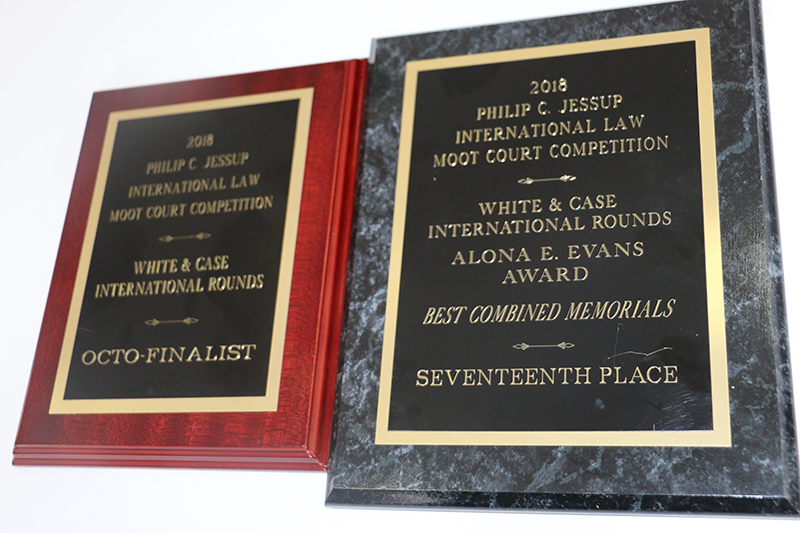 2018
PHILIP C. JESSUP
INTERNATIONAL LAW
MOOT COURT COMPETITION
WHITE & CASE
INTERNATIONAL ROUNDS
OCTO-FINALIST
2018
PHILIP C. JESSUP
INTERNATIONAL LAW
MOOT COURT COMPETITION
WHITE & CASE
INTERNATIONAL ROUNDS
ALONA E. EVANS
AWARD
BEST COMBINED MEMORIALS
SEVENTEENTH PLACE